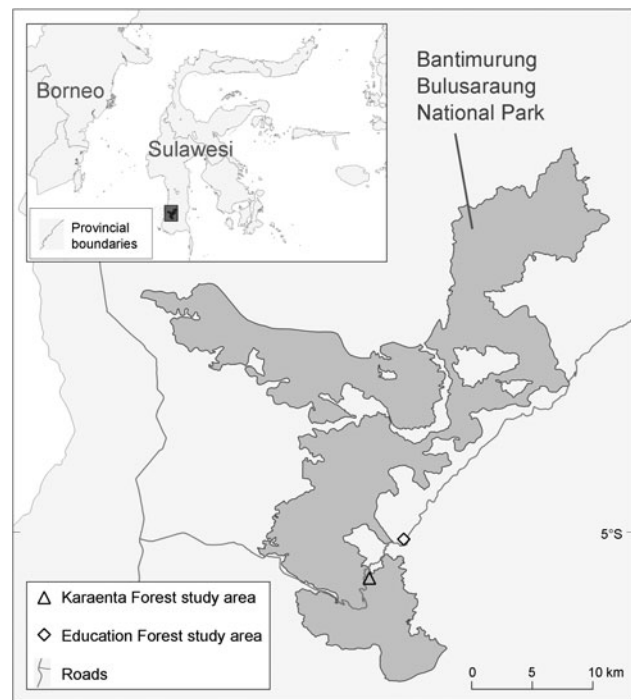 Borneo
Sulawesi
Provincial
boundaries
Bantimurung
Bulusaraung
National Park
5°S
Karaenta Forest study area
Education Forest study area
Roads
0 5 10 km